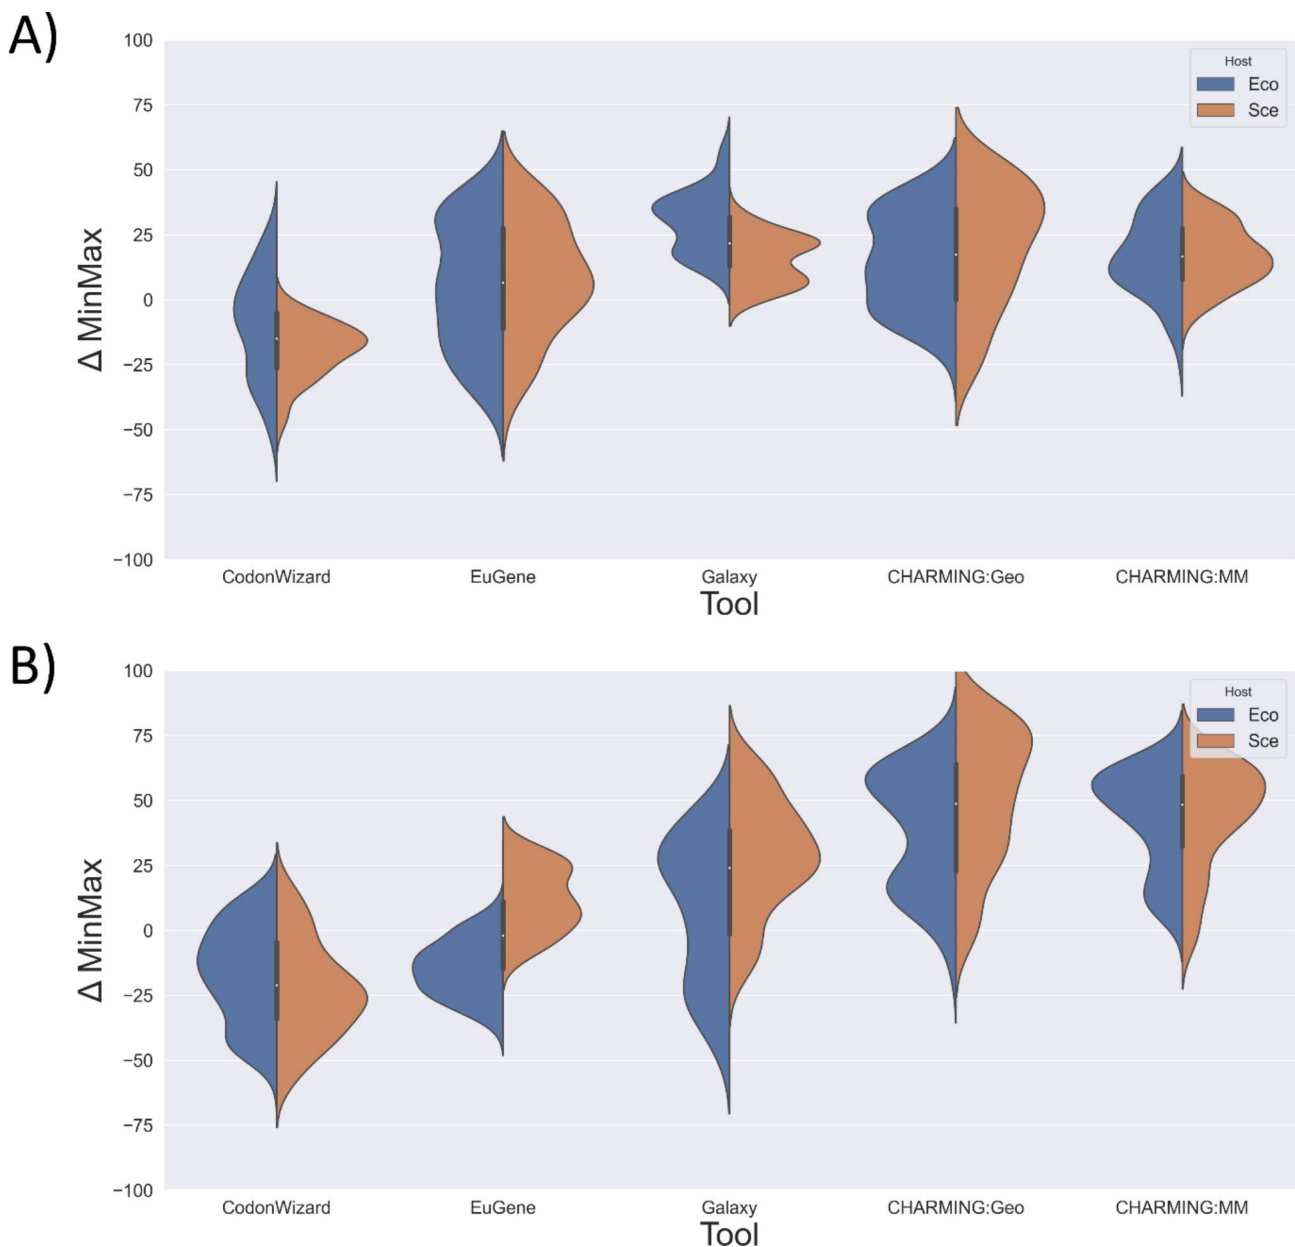 A)
100
75
50
25
0
−25
−50
−75
−100
Δ MinMax
Host
Eco
Sce
CodonWizard EuGene Galaxy CHARMING:Geo CHARMING:MM
Tool
B)
100
75
50
25
0
−25
−50
−75
−100
Δ MinMax
Host
Eco
Sce
CodonWizard EuGene Galaxy CHARMING:Geo CHARMING:MM
Tool